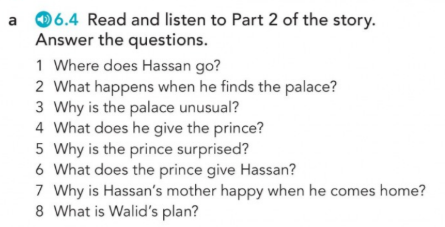 a 6.4 Read and listen to Part 2 of the story.
Answer the questions.
1 Where does Hassan go?
2 What happens when he finds the palace?
3 Why is the palace unusual?
4 What does he give the prince?
5 Why is the prince surprised?
6 What does the prince give Hassan?
7 Why is Hassan's mother happy when he comes home?
8 What is Walid's plan?